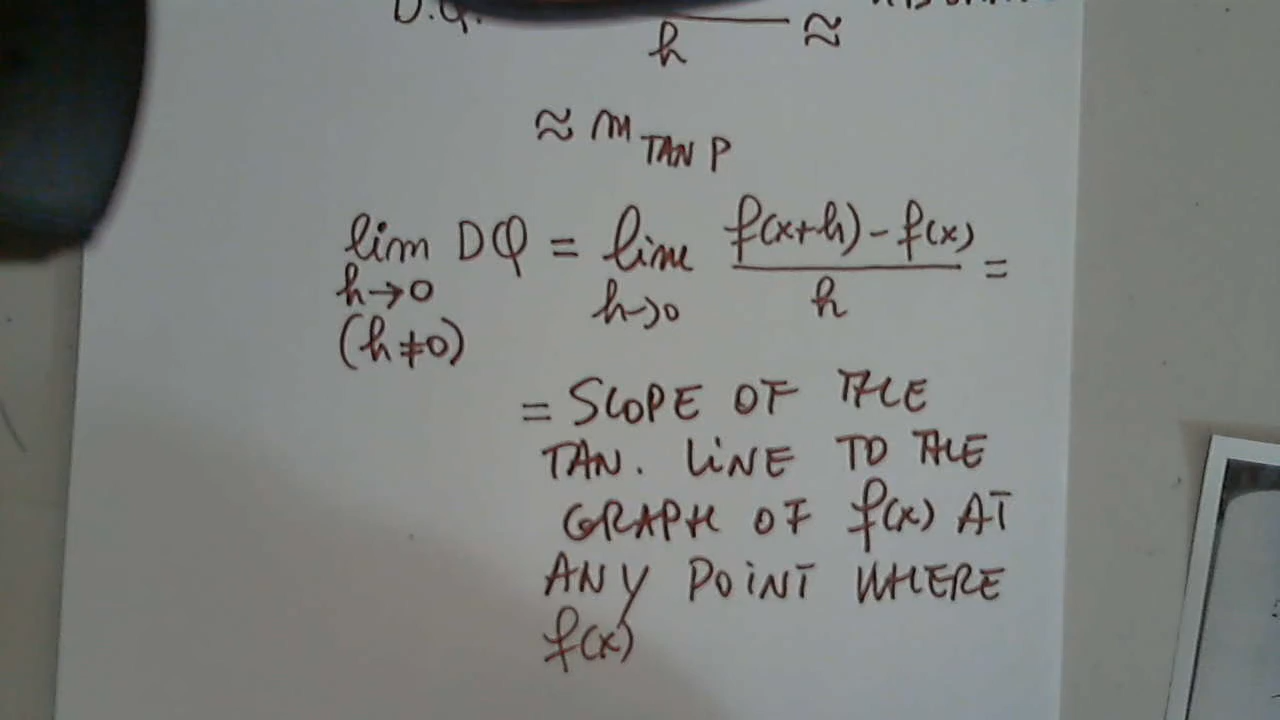 D.Q.
h ≈
≈ m TAN P
lim DQ = lim f(x+h) - f(x) =
h→0 h→0 h
(h≠0)
= SLOPE OF THE
TAN. LINE TO THE
GRAPH OF f(x) AT
ANY POINT WHERE
f(x)